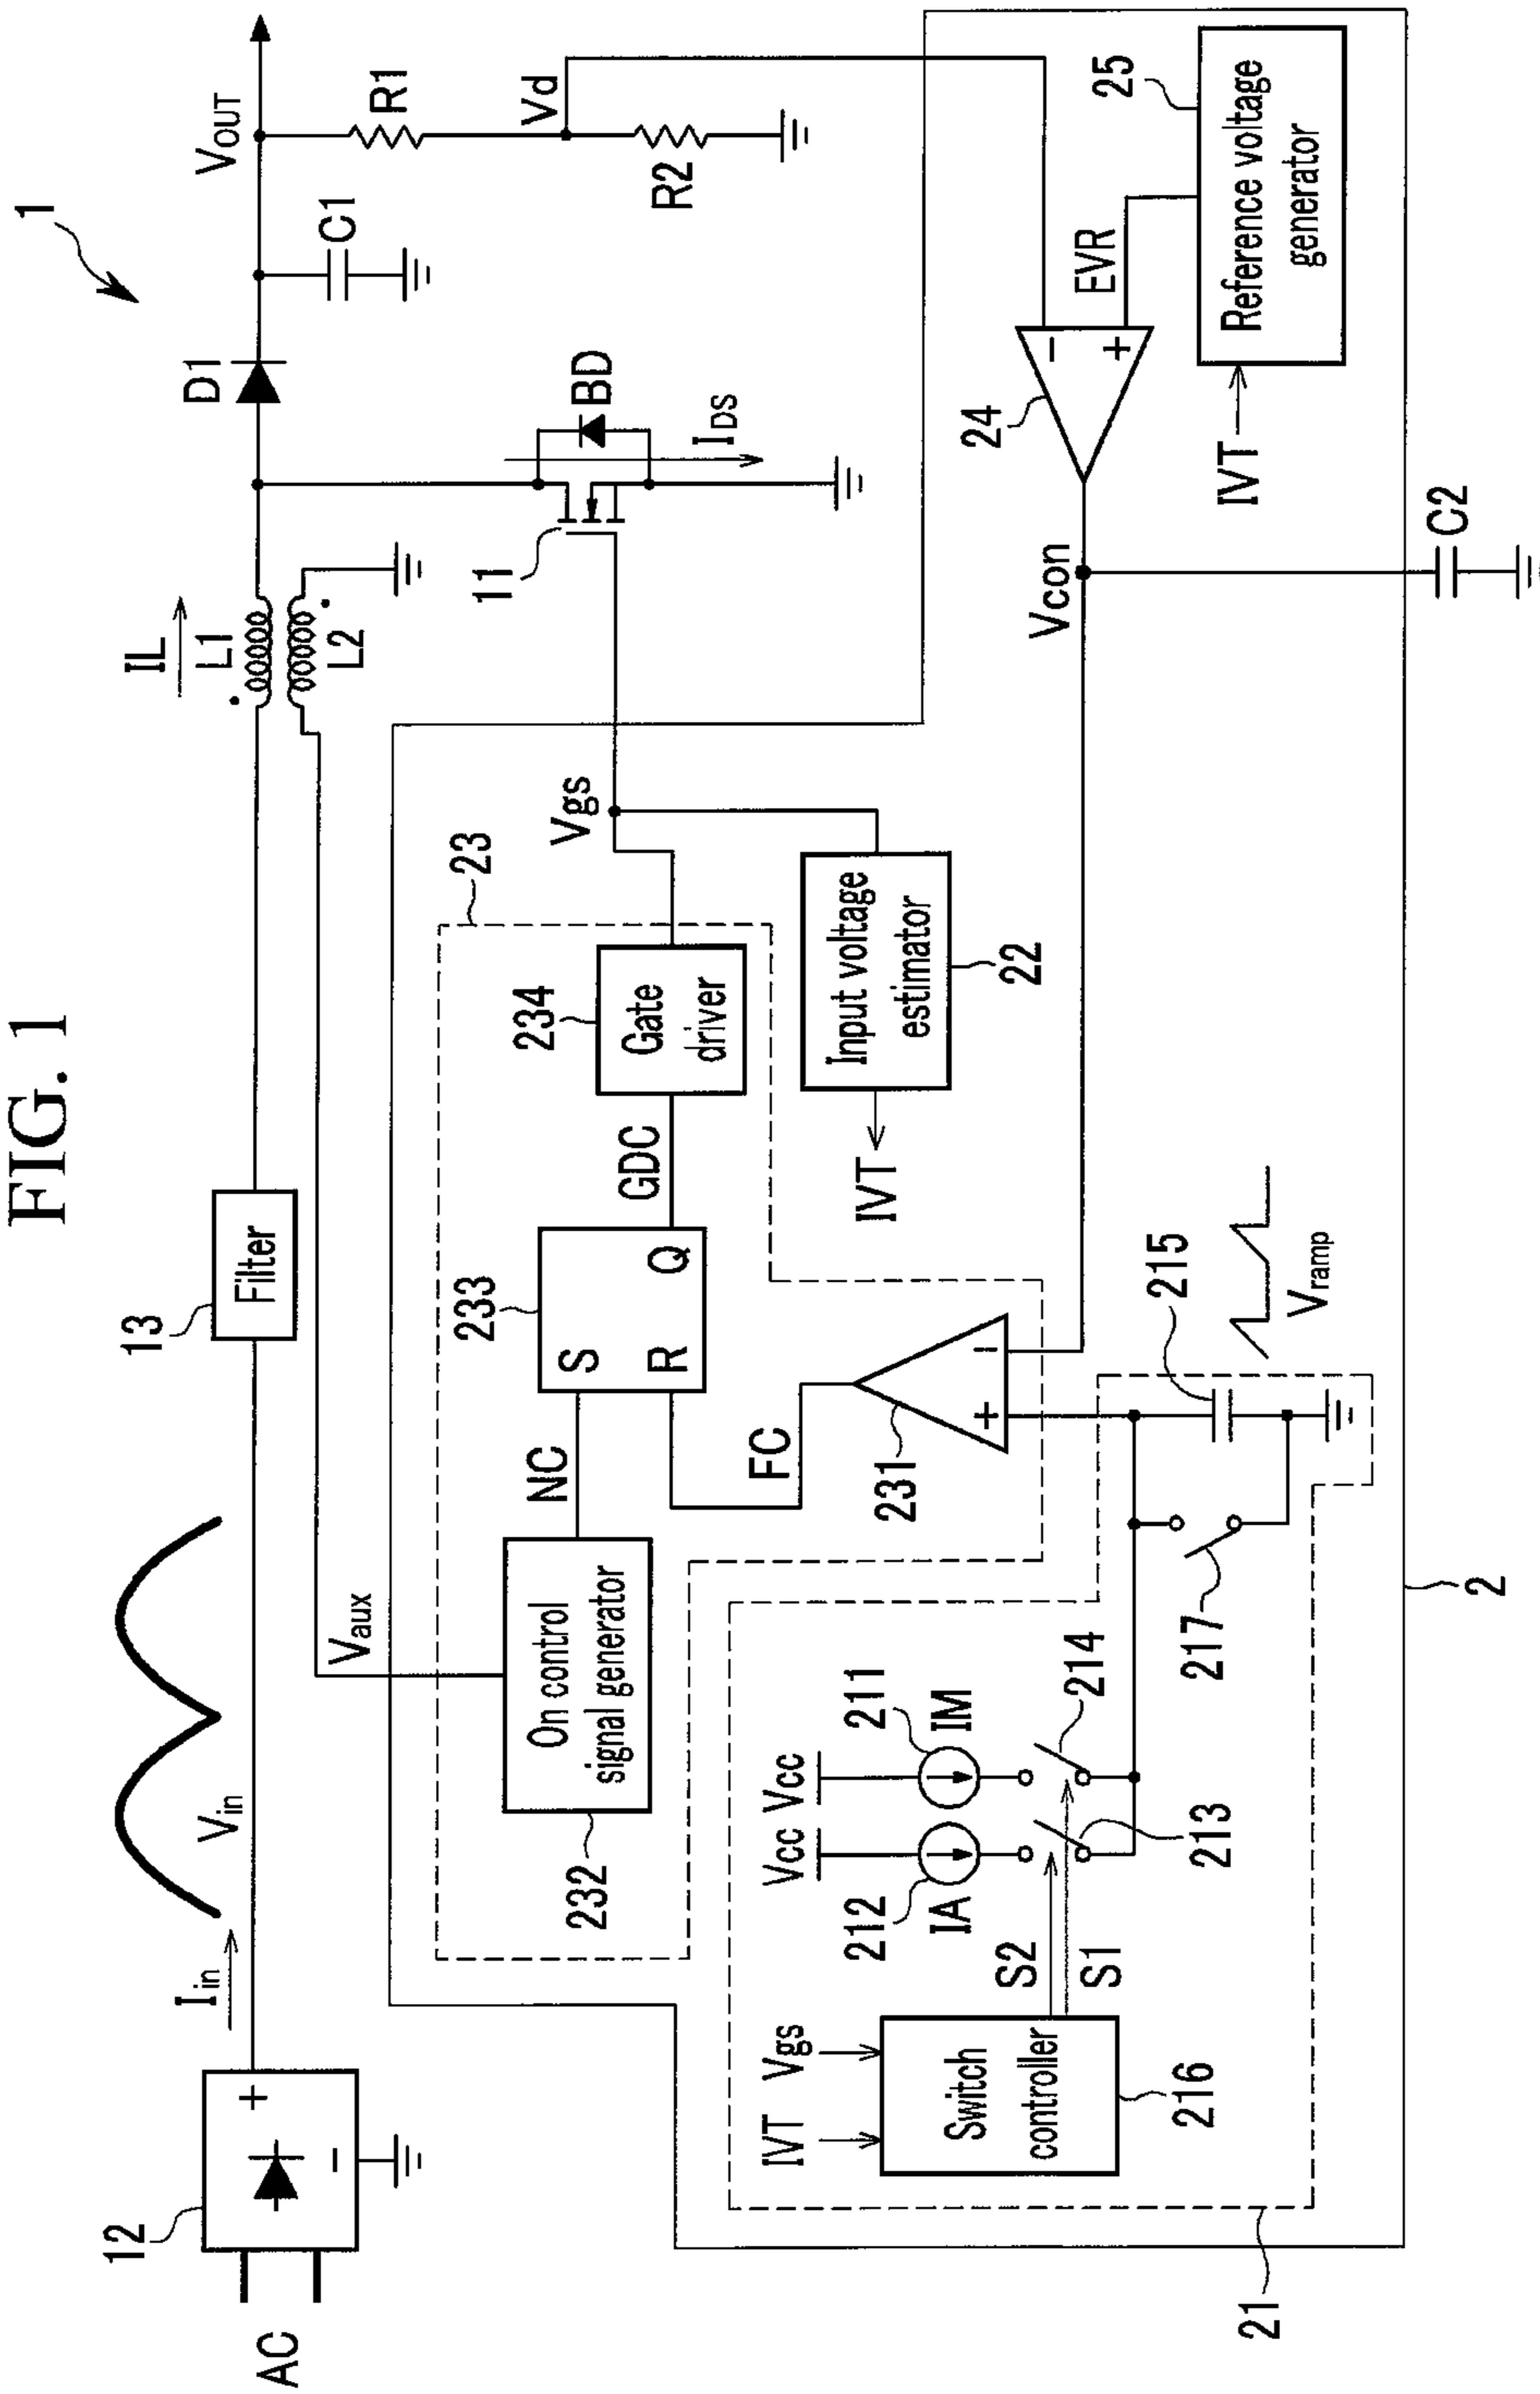 FIG. 1
1
AC
12
+
−
Iin
Vin
13
Filter
IL
L1
L2
D1
VOUT
C1
R1
Vd
R2
BD
IDS
11
Vaux
23
Vgs
232
On control
signal generator
NC
233
S
R
Q
GDC
234
Gate
driver
FC
231
+
−
Input voltage
estimator
22
IVT
Vcon
C2
24
−
+
EVR
25
Reference voltage
generator
IVT
IVT
Vgs
Switch
controller
216
S2
S1
Vcc
Vcc
212
IA
211
IM
213
214
217
215
Vramp
21
2